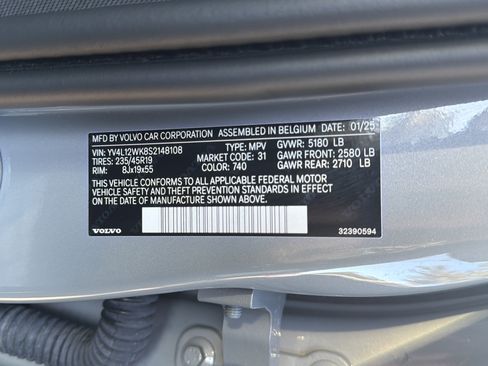 MFD BY VOLVO CAR CORPORATION ASSEMBLED IN BELGIUM 01/25
VIN: YV4L12WK8S2148108 TYPE: MPV GVWR: 5180 LB
TIRES: 235/45R19 MARKET CODE: 31 GAWR FRONT: 2580 LB
RIM: 8Jx19x55 COLOR: 740 GAWR REAR: 2710 LB
THIS VEHICLE CONFORMS TO ALL APPLICABLE FEDERAL MOTOR
VEHICLE SAFETY AND THEFT PREVENTION STANDARDS IN EFFECT
ON THE DATE OF MANUFACTURE SHOWN ABOVE.
VOLVO 32390594